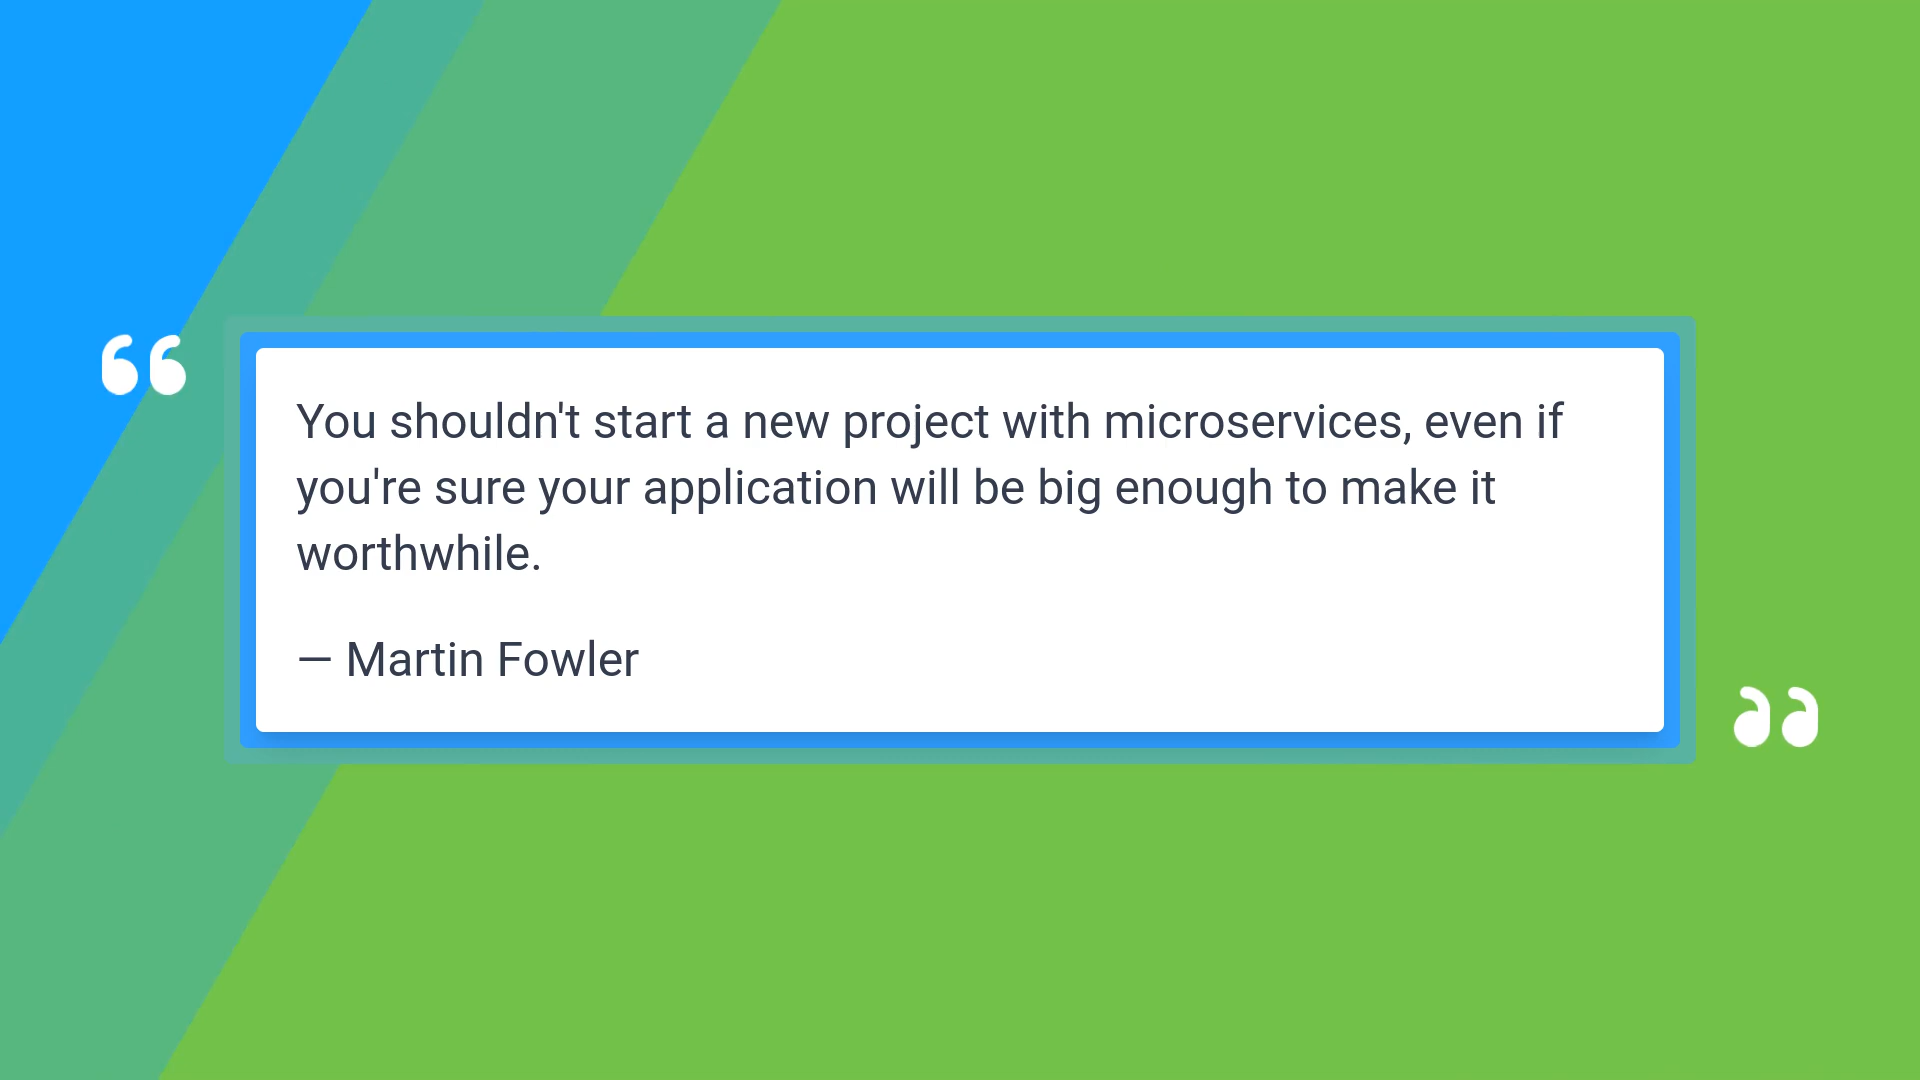 “
You shouldn't start a new project with microservices, even if
you're sure your application will be big enough to make it
worthwhile.
— Martin Fowler
”